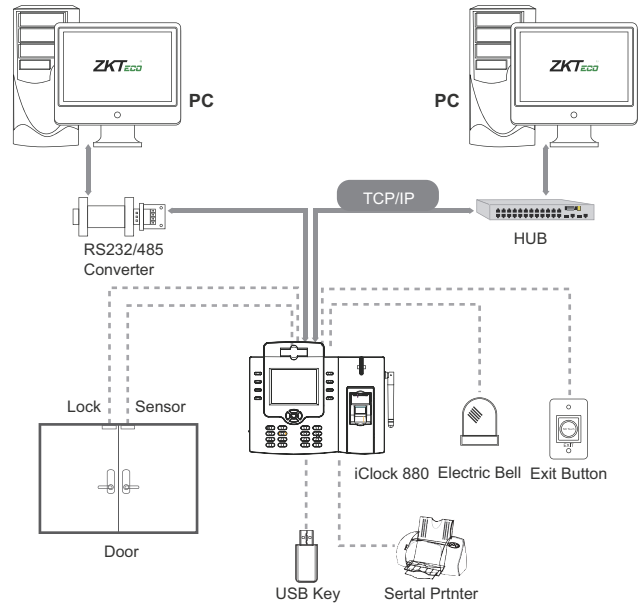 ZKTeco
PC
PC
ZKTeco
TCP/IP
RS232/485
Converter
HUB
Lock
Sensor
iClock 880
Electric Bell
Exit Button
EXIT
Door
USB Key
Sertal Prtnter